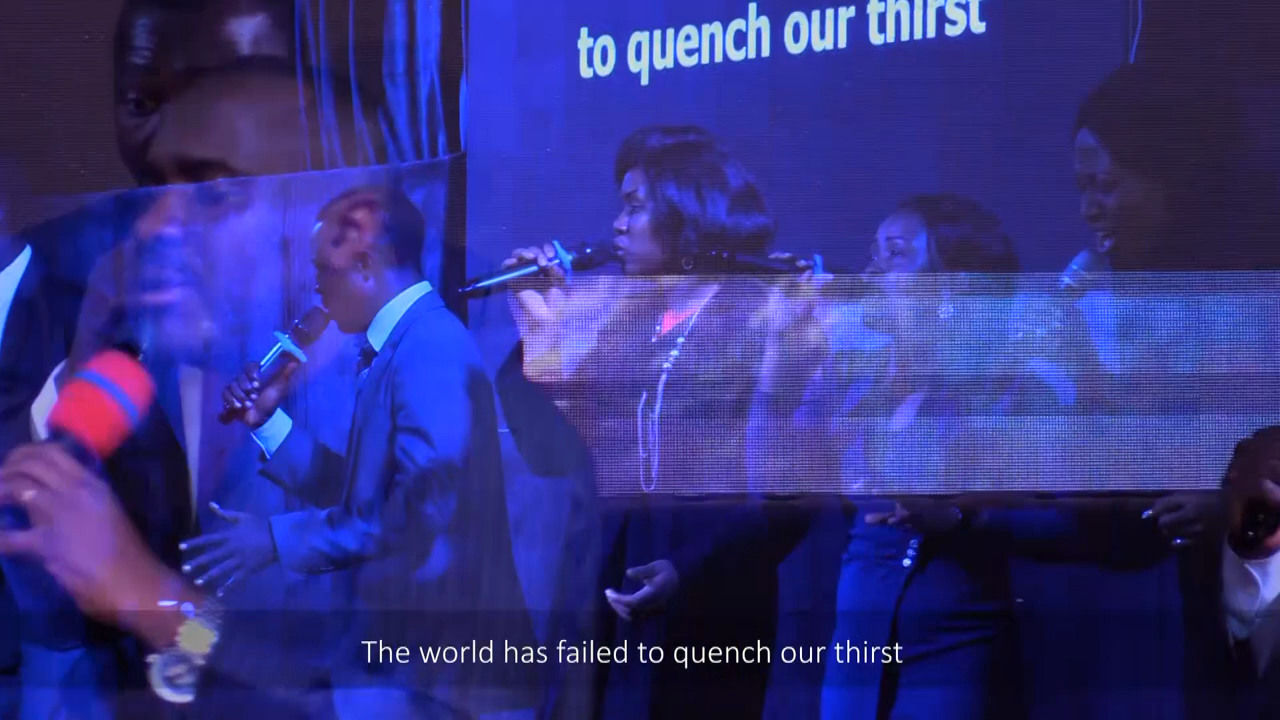 to quench our thirst
The world has failed to quench our thirst